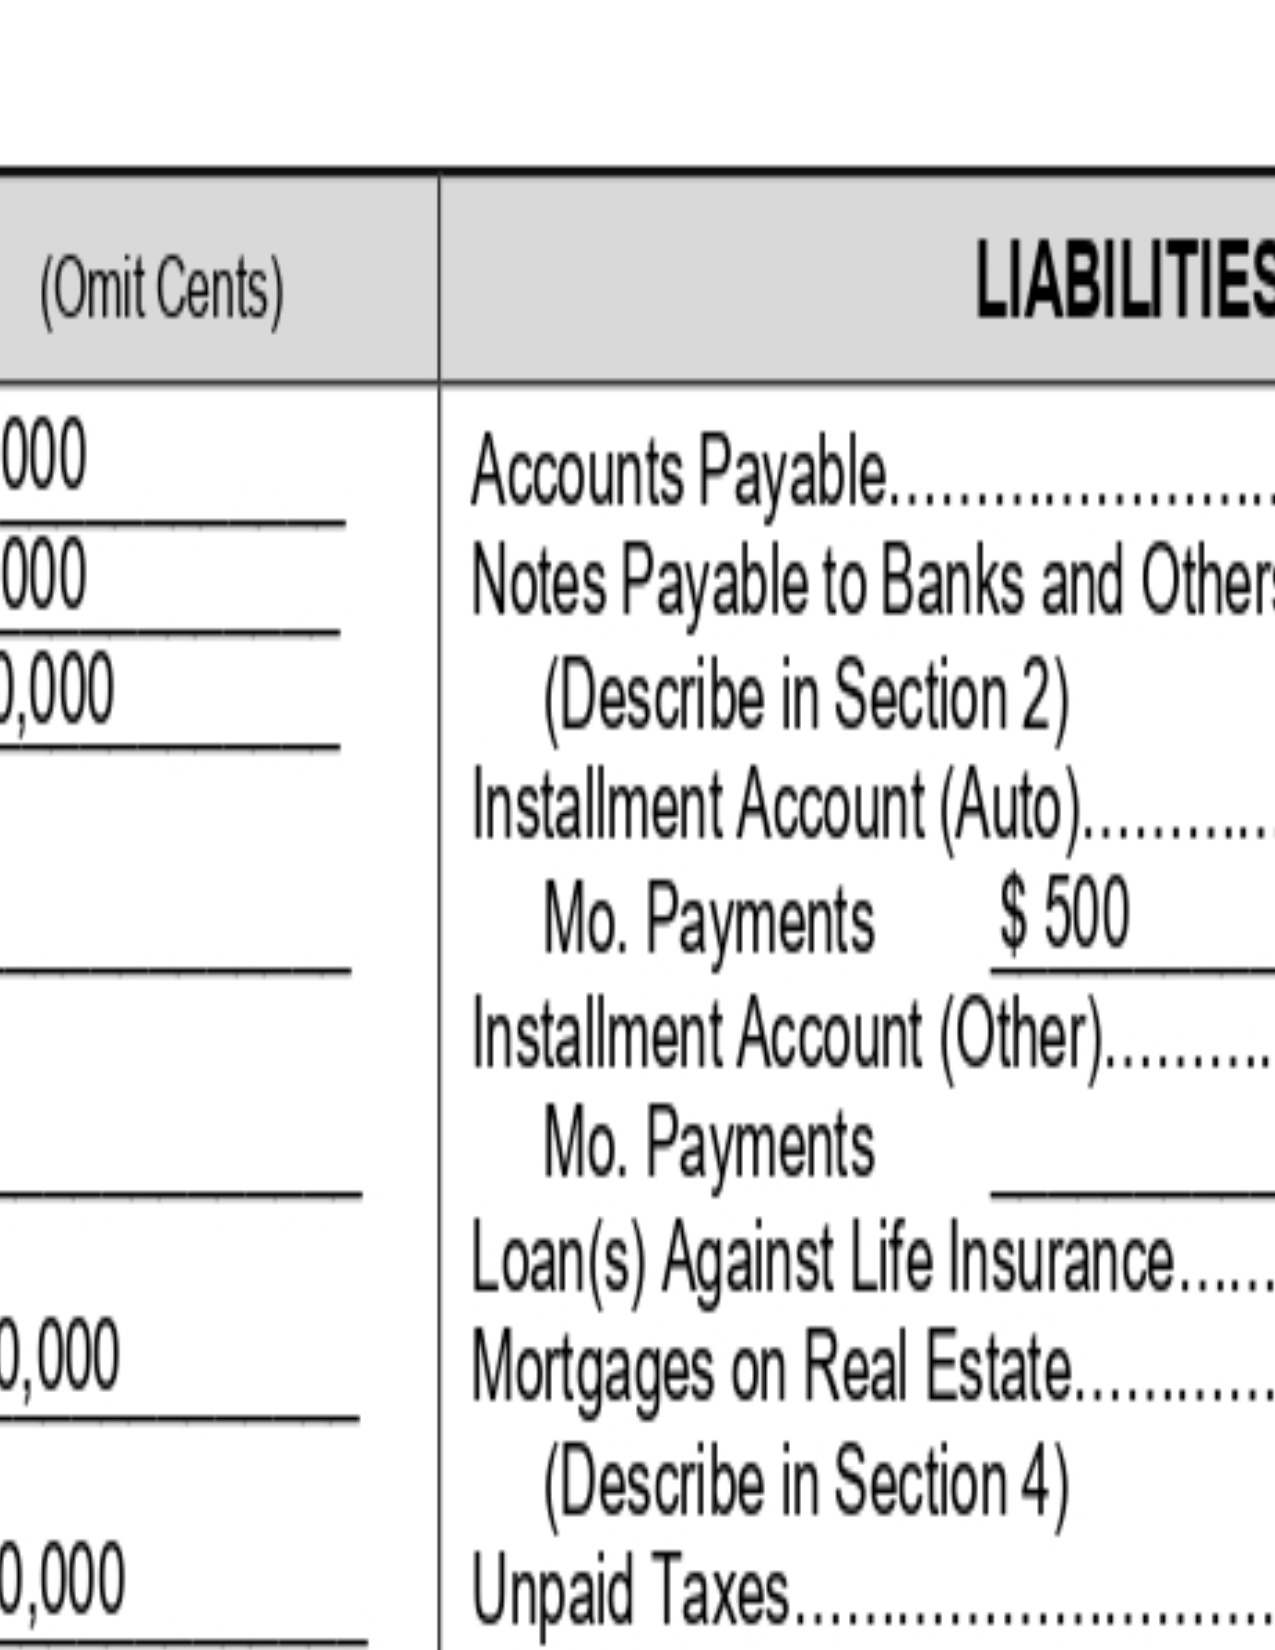 (Omit Cents) LIABILITIES
000
Accounts Payable........................
000
Notes Payable to Banks and Others
0,000
(Describe in Section 2)
Installment Account (Auto)............
Mo. Payments $ 500
Installment Account (Other)..........
Mo. Payments
Loan(s) Against Life Insurance......
0,000
Mortgages on Real Estate............
(Describe in Section 4)
0,000
Unpaid Taxes..............................